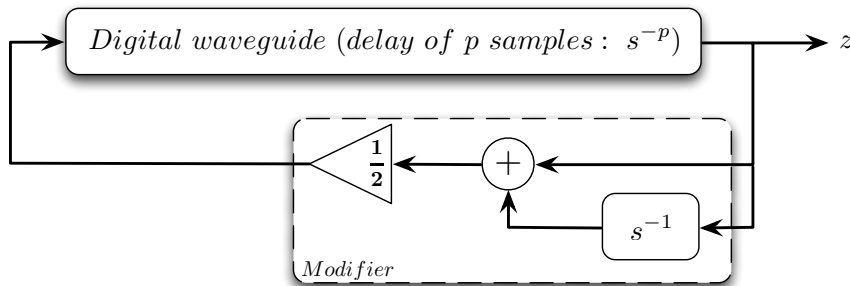 Digital waveguide (delay of p samples : s⁻ᵖ)
z
1
2
+
s⁻¹
Modifier